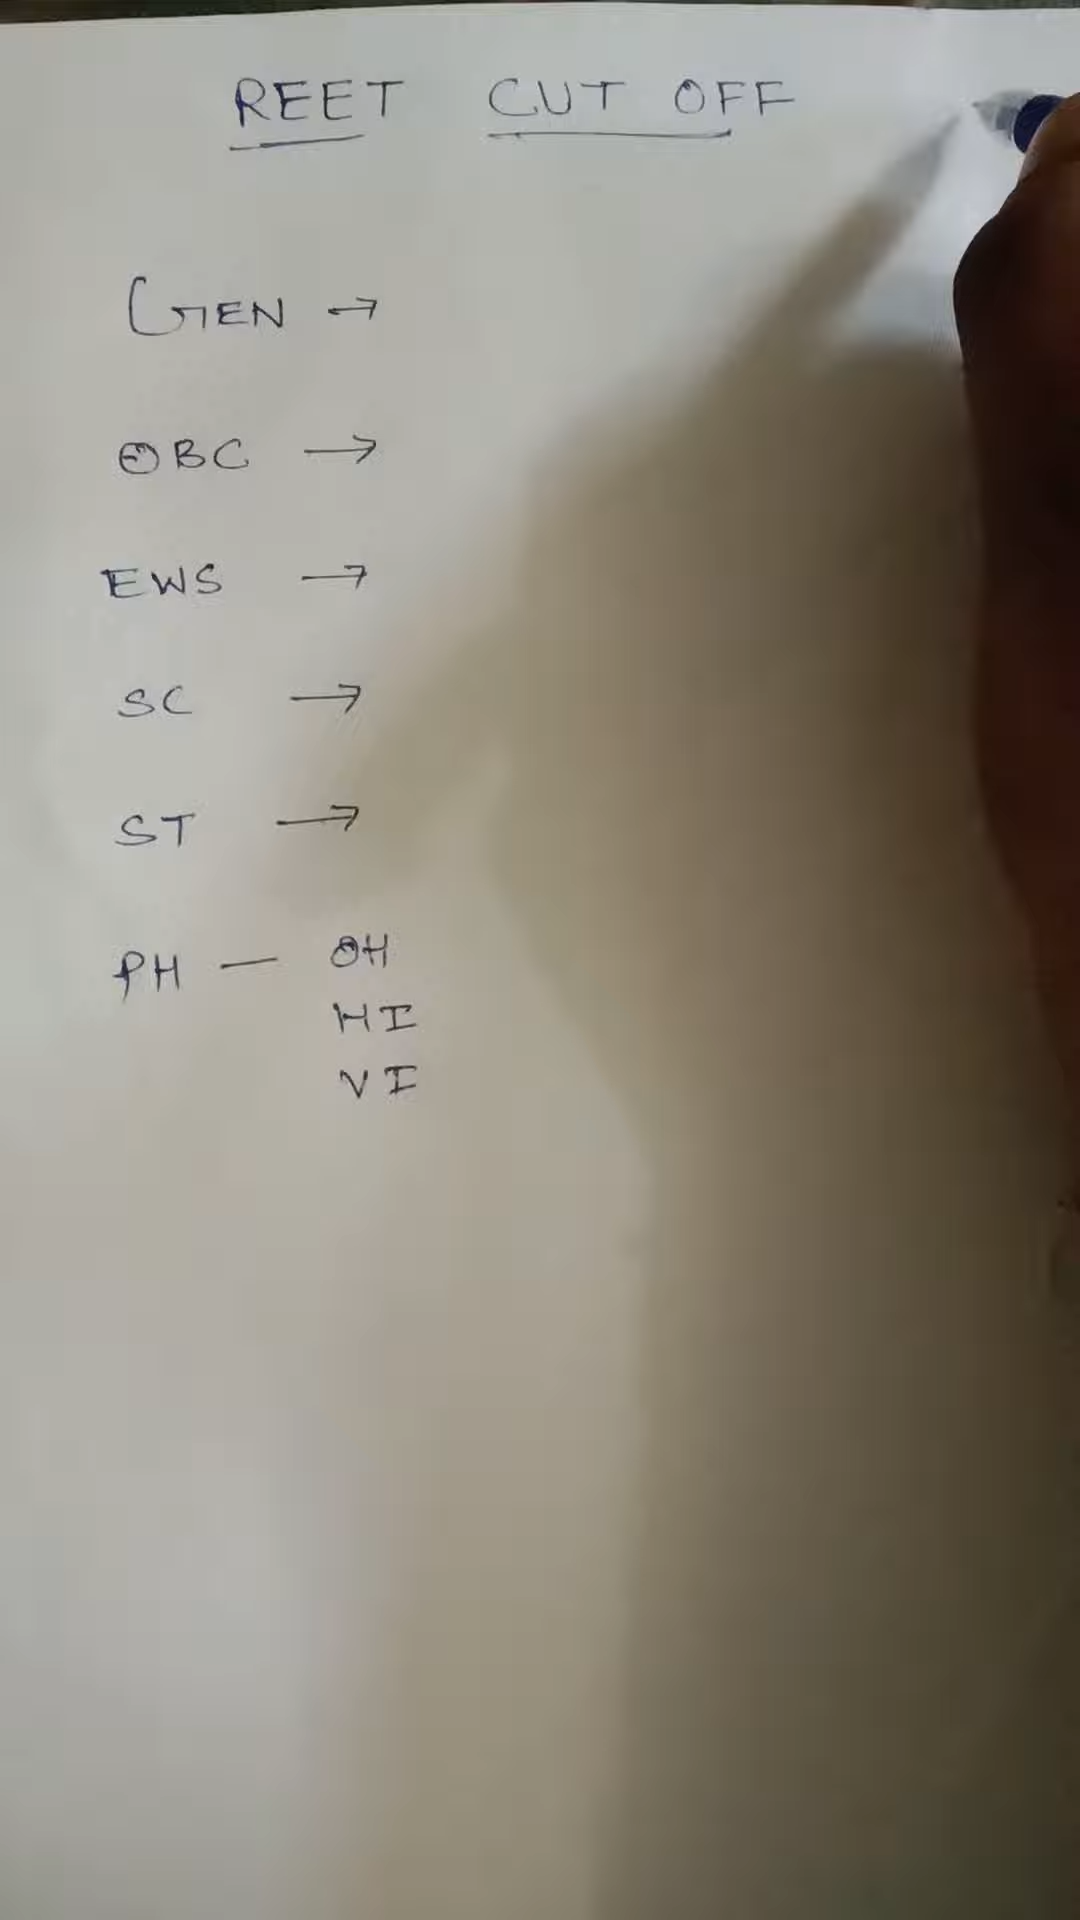 REET CUT OFF
GEN →
OBC →
EWS →
SC →
ST →
PH — OH
HI
VI